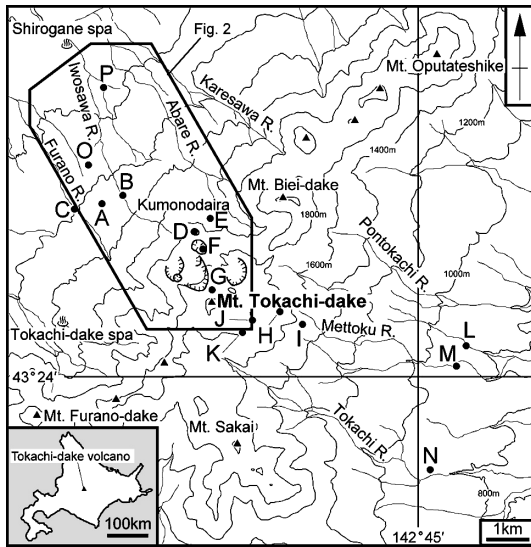 Shirogane spa
Fig. 2
Mt. Oputateshike
P
Iwosawa R.
Abare R.
Karesawa R.
1200m
1400m
O
Furano R.
B
Mt. Biei-dake
C
A
Kumonodaira
1800m
E
D
F
Pontokachi R.
1600m
1000m
G
Mt. Tokachi-dake
J
H
I
Mettoku R.
Tokachi-dake spa
K
L
M
43°24'
Mt. Furano-dake
Mt. Sakai
Tokachi R.
N
Tokachi-dake volcano
800m
100km
142°45'
1km